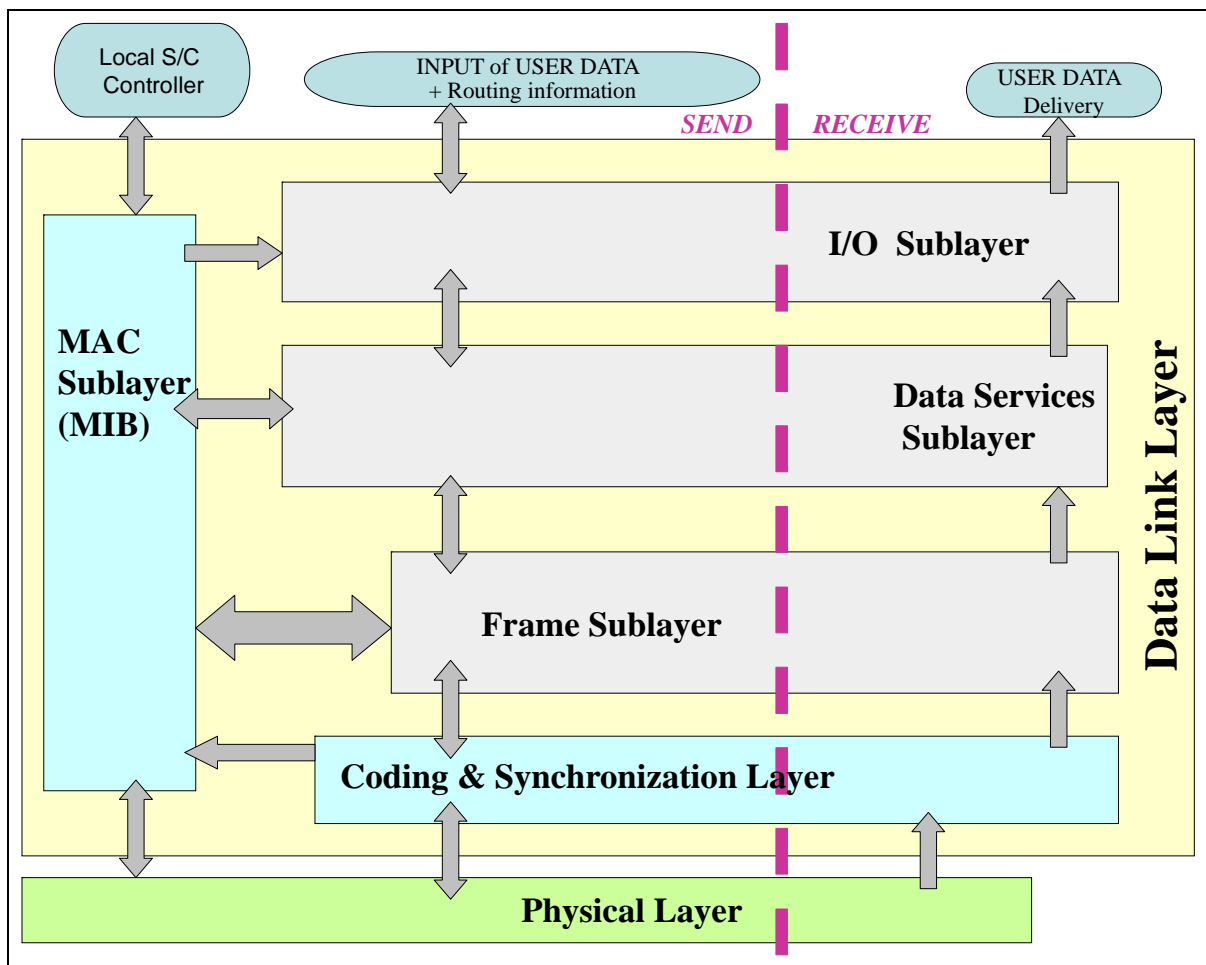 Local S/C
Controller
INPUT of USER DATA
+ Routing information
USER DATA
Delivery
SEND
RECEIVE
I/O Sublayer
MAC
Sublayer
(MIB)
Data Services
Sublayer
Data Link Layer
Frame Sublayer
Coding & Synchronization Layer
Physical Layer